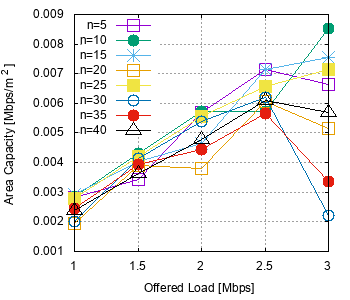 0.009
0.008
0.007
0.006
0.005
0.004
0.003
0.002
0.001
Area Capacity [Mbps/m²]
n=5
n=10
n=15
n=20
n=25
n=30
n=35
n=40
1 1.5 2 2.5 3
Offered Load [Mbps]